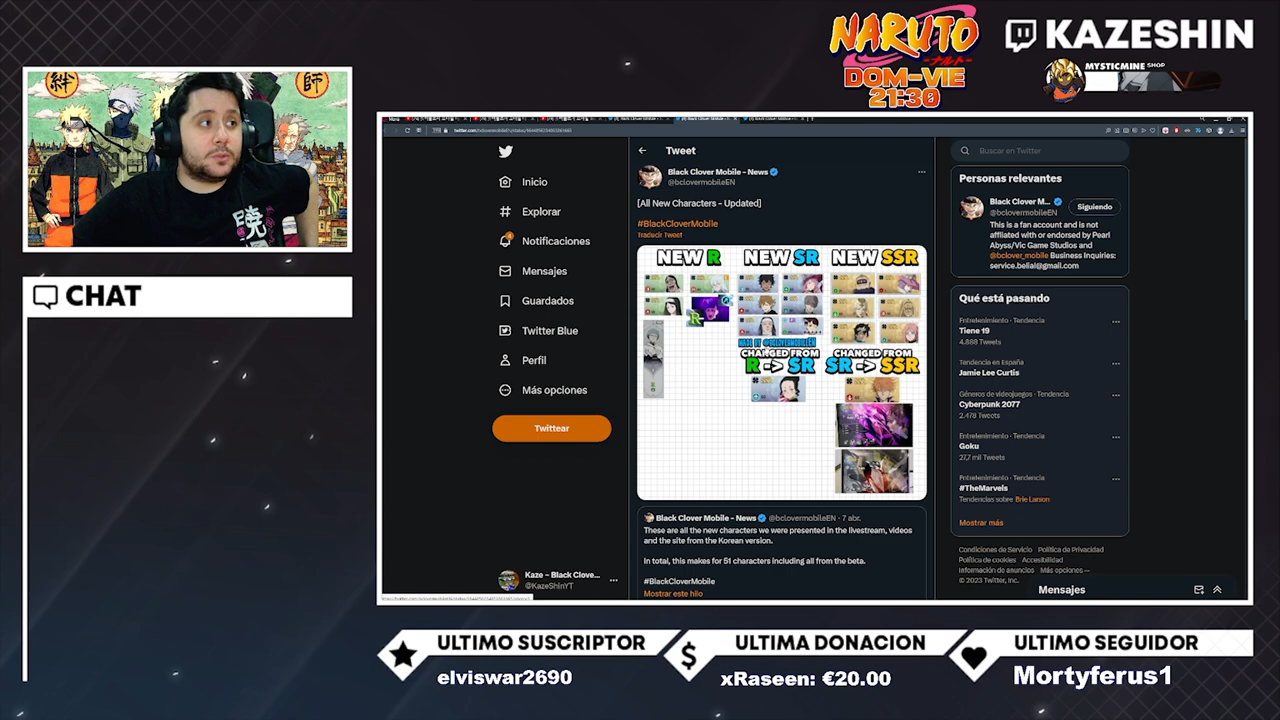 NARUTO
DOM-VIE
21:30
KAZESHIN
MYSTICMINE SHOP
CHAT
Inicio
Explorar
Notificaciones
Mensajes
Guardados
Twitter Blue
Perfil
Más opciones
Twittear
Kaze – Black Clove...
@KazeShinYT
Tweet
Black Clover Mobile - News
@bclovermobileEN
[All New Characters - Updated]
#BlackCloverMobile
Traducir Tweet
NEW R
NEW SR
NEW SSR
MADE BY @BCLOVERMOBILEEN
CHANGED FROM
R -> SR
CHANGED FROM
SR -> SSR
Black Clover Mobile - News @bclovermobileEN · 7 abr.
These are all the new characters we were presented in the livestream, videos
and the site from the Korean version.
In total, this makes for 51 characters including all from the beta.
#BlackCloverMobile
Mostrar este hilo
Buscar en Twitter
Personas relevantes
Black Clover M...
@bclovermobileEN
Siguiendo
This is a fan account and is not
affiliated with or endorsed by Pearl
Abyss/Vic Game Studios and
@bclover_mobile Business Inquiries:
service.belial@gmail.com
Qué está pasando
Entretenimiento · Tendencia
Tiene 19
4.888 Tweets
Tendencia en España
Jamie Lee Curtis
Géneros de videojuegos · Tendencia
Cyberpunk 2077
2.478 Tweets
Entretenimiento · Tendencia
Goku
27,7 mil Tweets
Entretenimiento · Tendencia
#TheMarvels
Tendencias sobre Brie Larson
Mostrar más
Condiciones de Servicio Política de Privacidad
Política de cookies Accesibilidad
Información de anuncios Más opciones
© 2023 Twitter, Inc.
Mensajes
ULTIMO SUSCRIPTOR
elviswar2690
ULTIMA DONACION
xRaseen: €20.00
ULTIMO SEGUIDOR
Mortyferus1